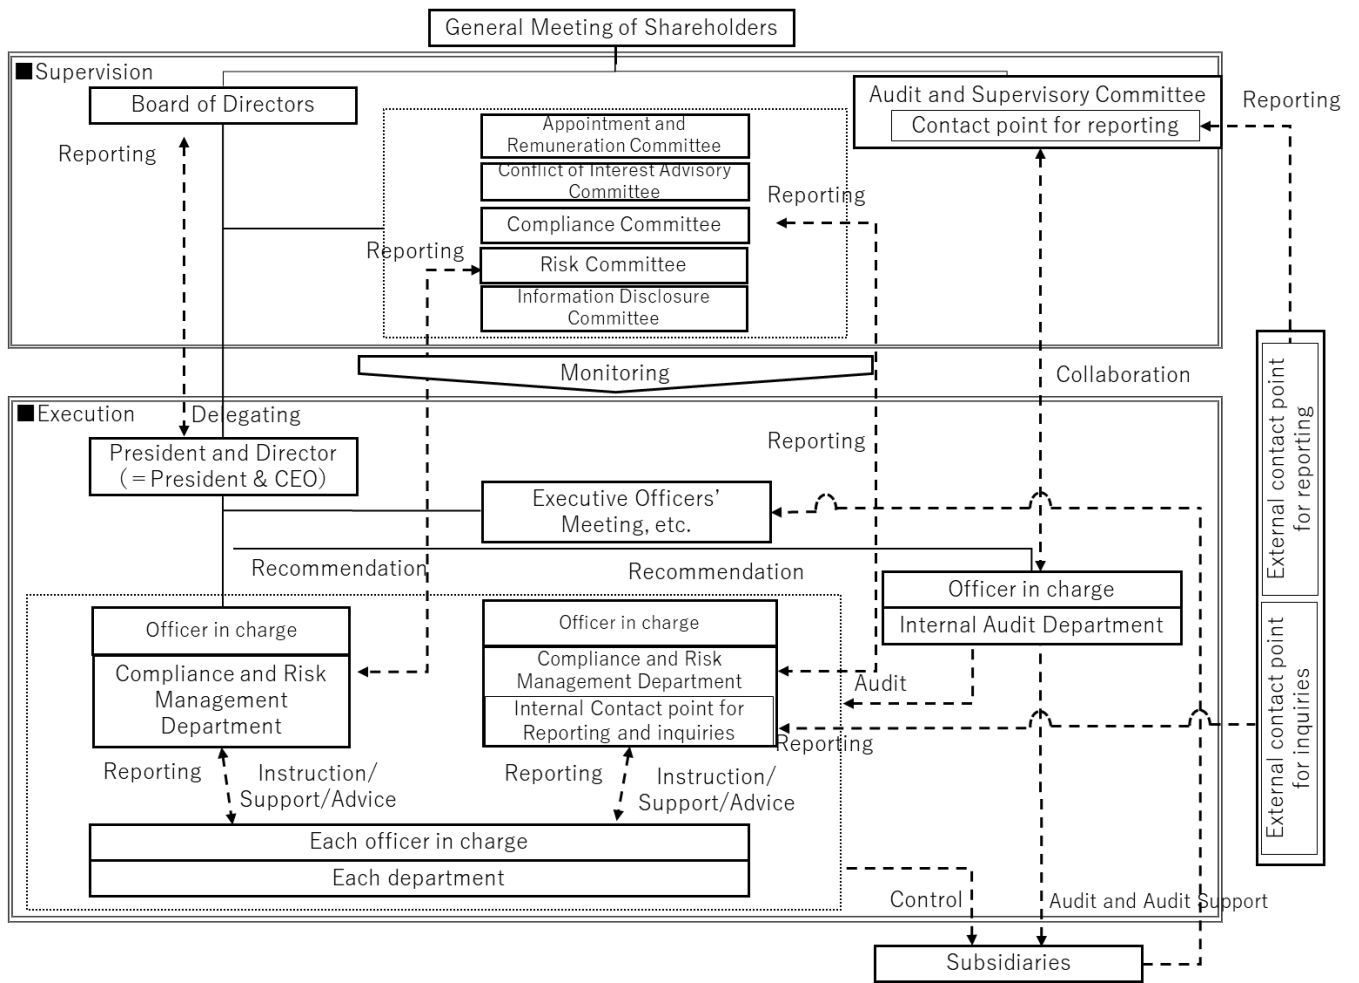 General Meeting of Shareholders
■Supervision
Board of Directors
Reporting
Appointment and
Remuneration Committee
Conflict of Interest Advisory
Committee
Compliance Committee
Risk Committee
Information Disclosure
Committee
Reporting
Reporting
Audit and Supervisory Committee
Contact point for reporting
Reporting
Monitoring
Collaboration
■Execution
Delegating
President and Director
(=President & CEO)
Reporting
Executive Officers'
Meeting, etc.
Recommendation
Recommendation
Officer in charge
Internal Audit Department
Officer in charge
Compliance and Risk
Management
Department
Officer in charge
Compliance and Risk
Management Department
Internal Contact point for
Reporting and inquiries
Audit
Reporting
Reporting
Instruction/
Support/Advice
Reporting
Instruction/
Support/Advice
Each officer in charge
Each department
Control
Audit and Audit Support
Subsidiaries
External contact point
for reporting
External contact point
for inquiries